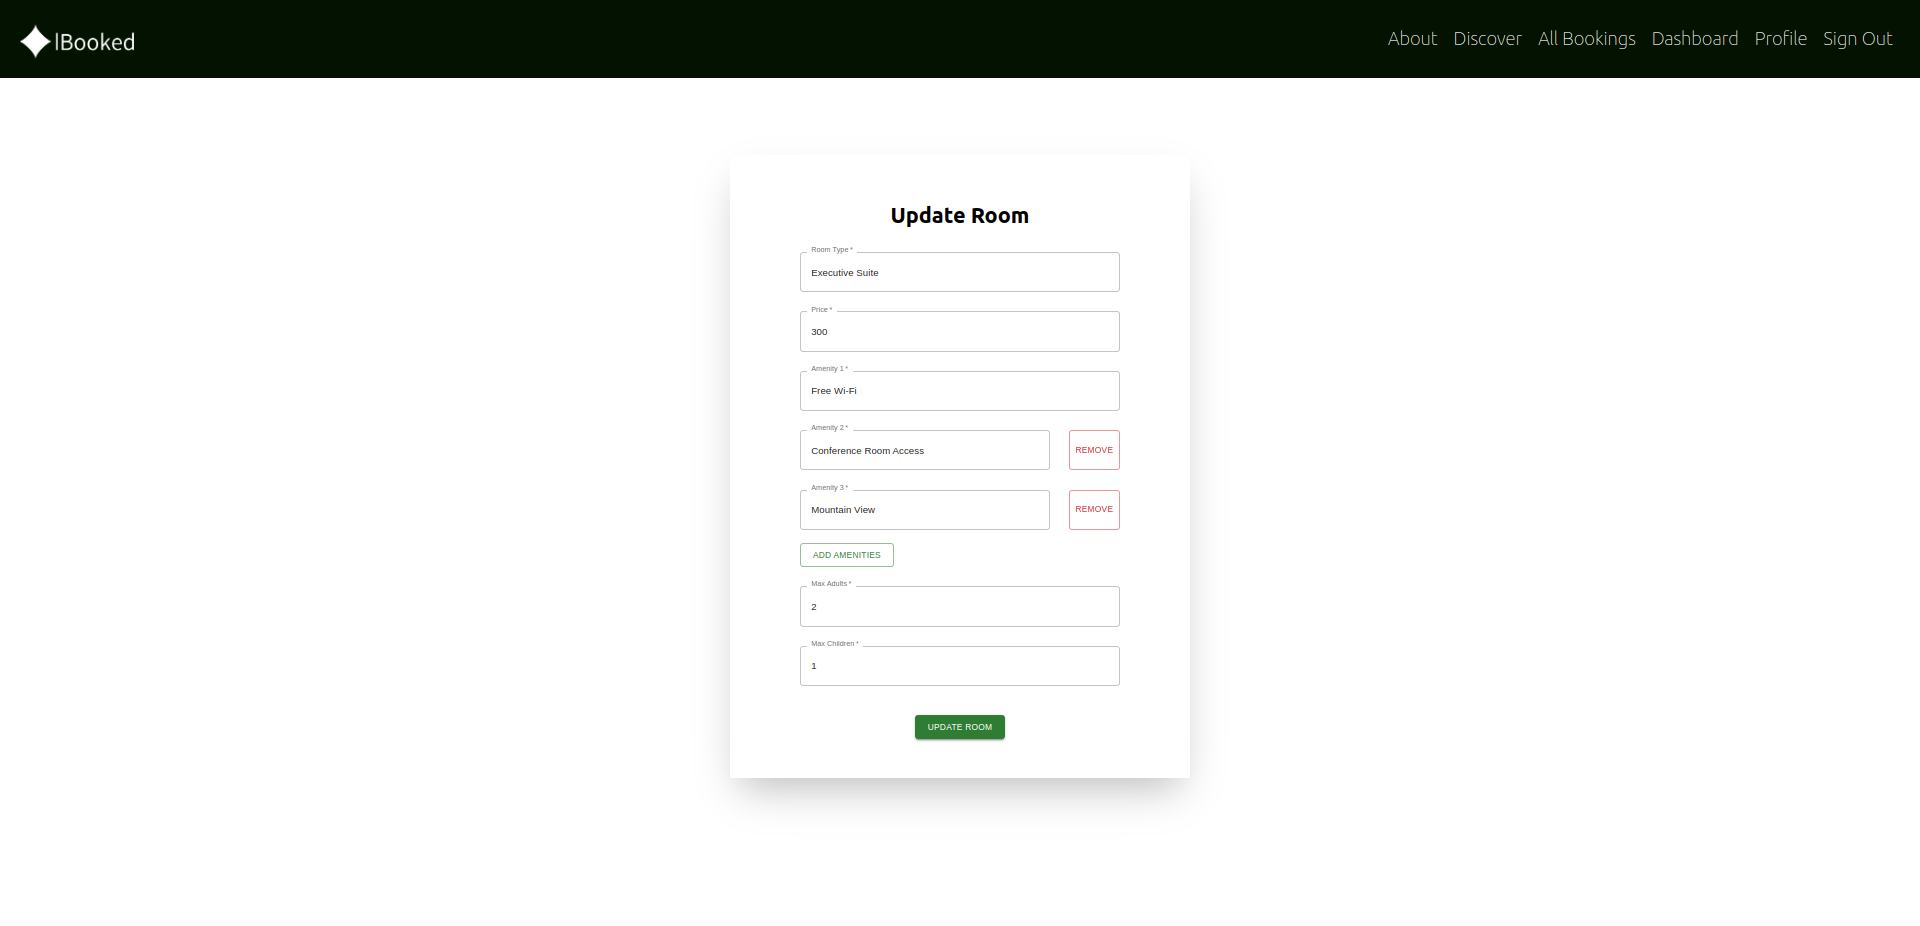 |Booked
About Discover All Bookings Dashboard Profile Sign Out
Update Room
Room Type *
Executive Suite
Price *
300
Amenity 1 *
Free Wi-Fi
Amenity 2 *
Conference Room Access
REMOVE
Amenity 3 *
Mountain View
REMOVE
ADD AMENITIES
Max Adults *
2
Max Children *
1
UPDATE ROOM